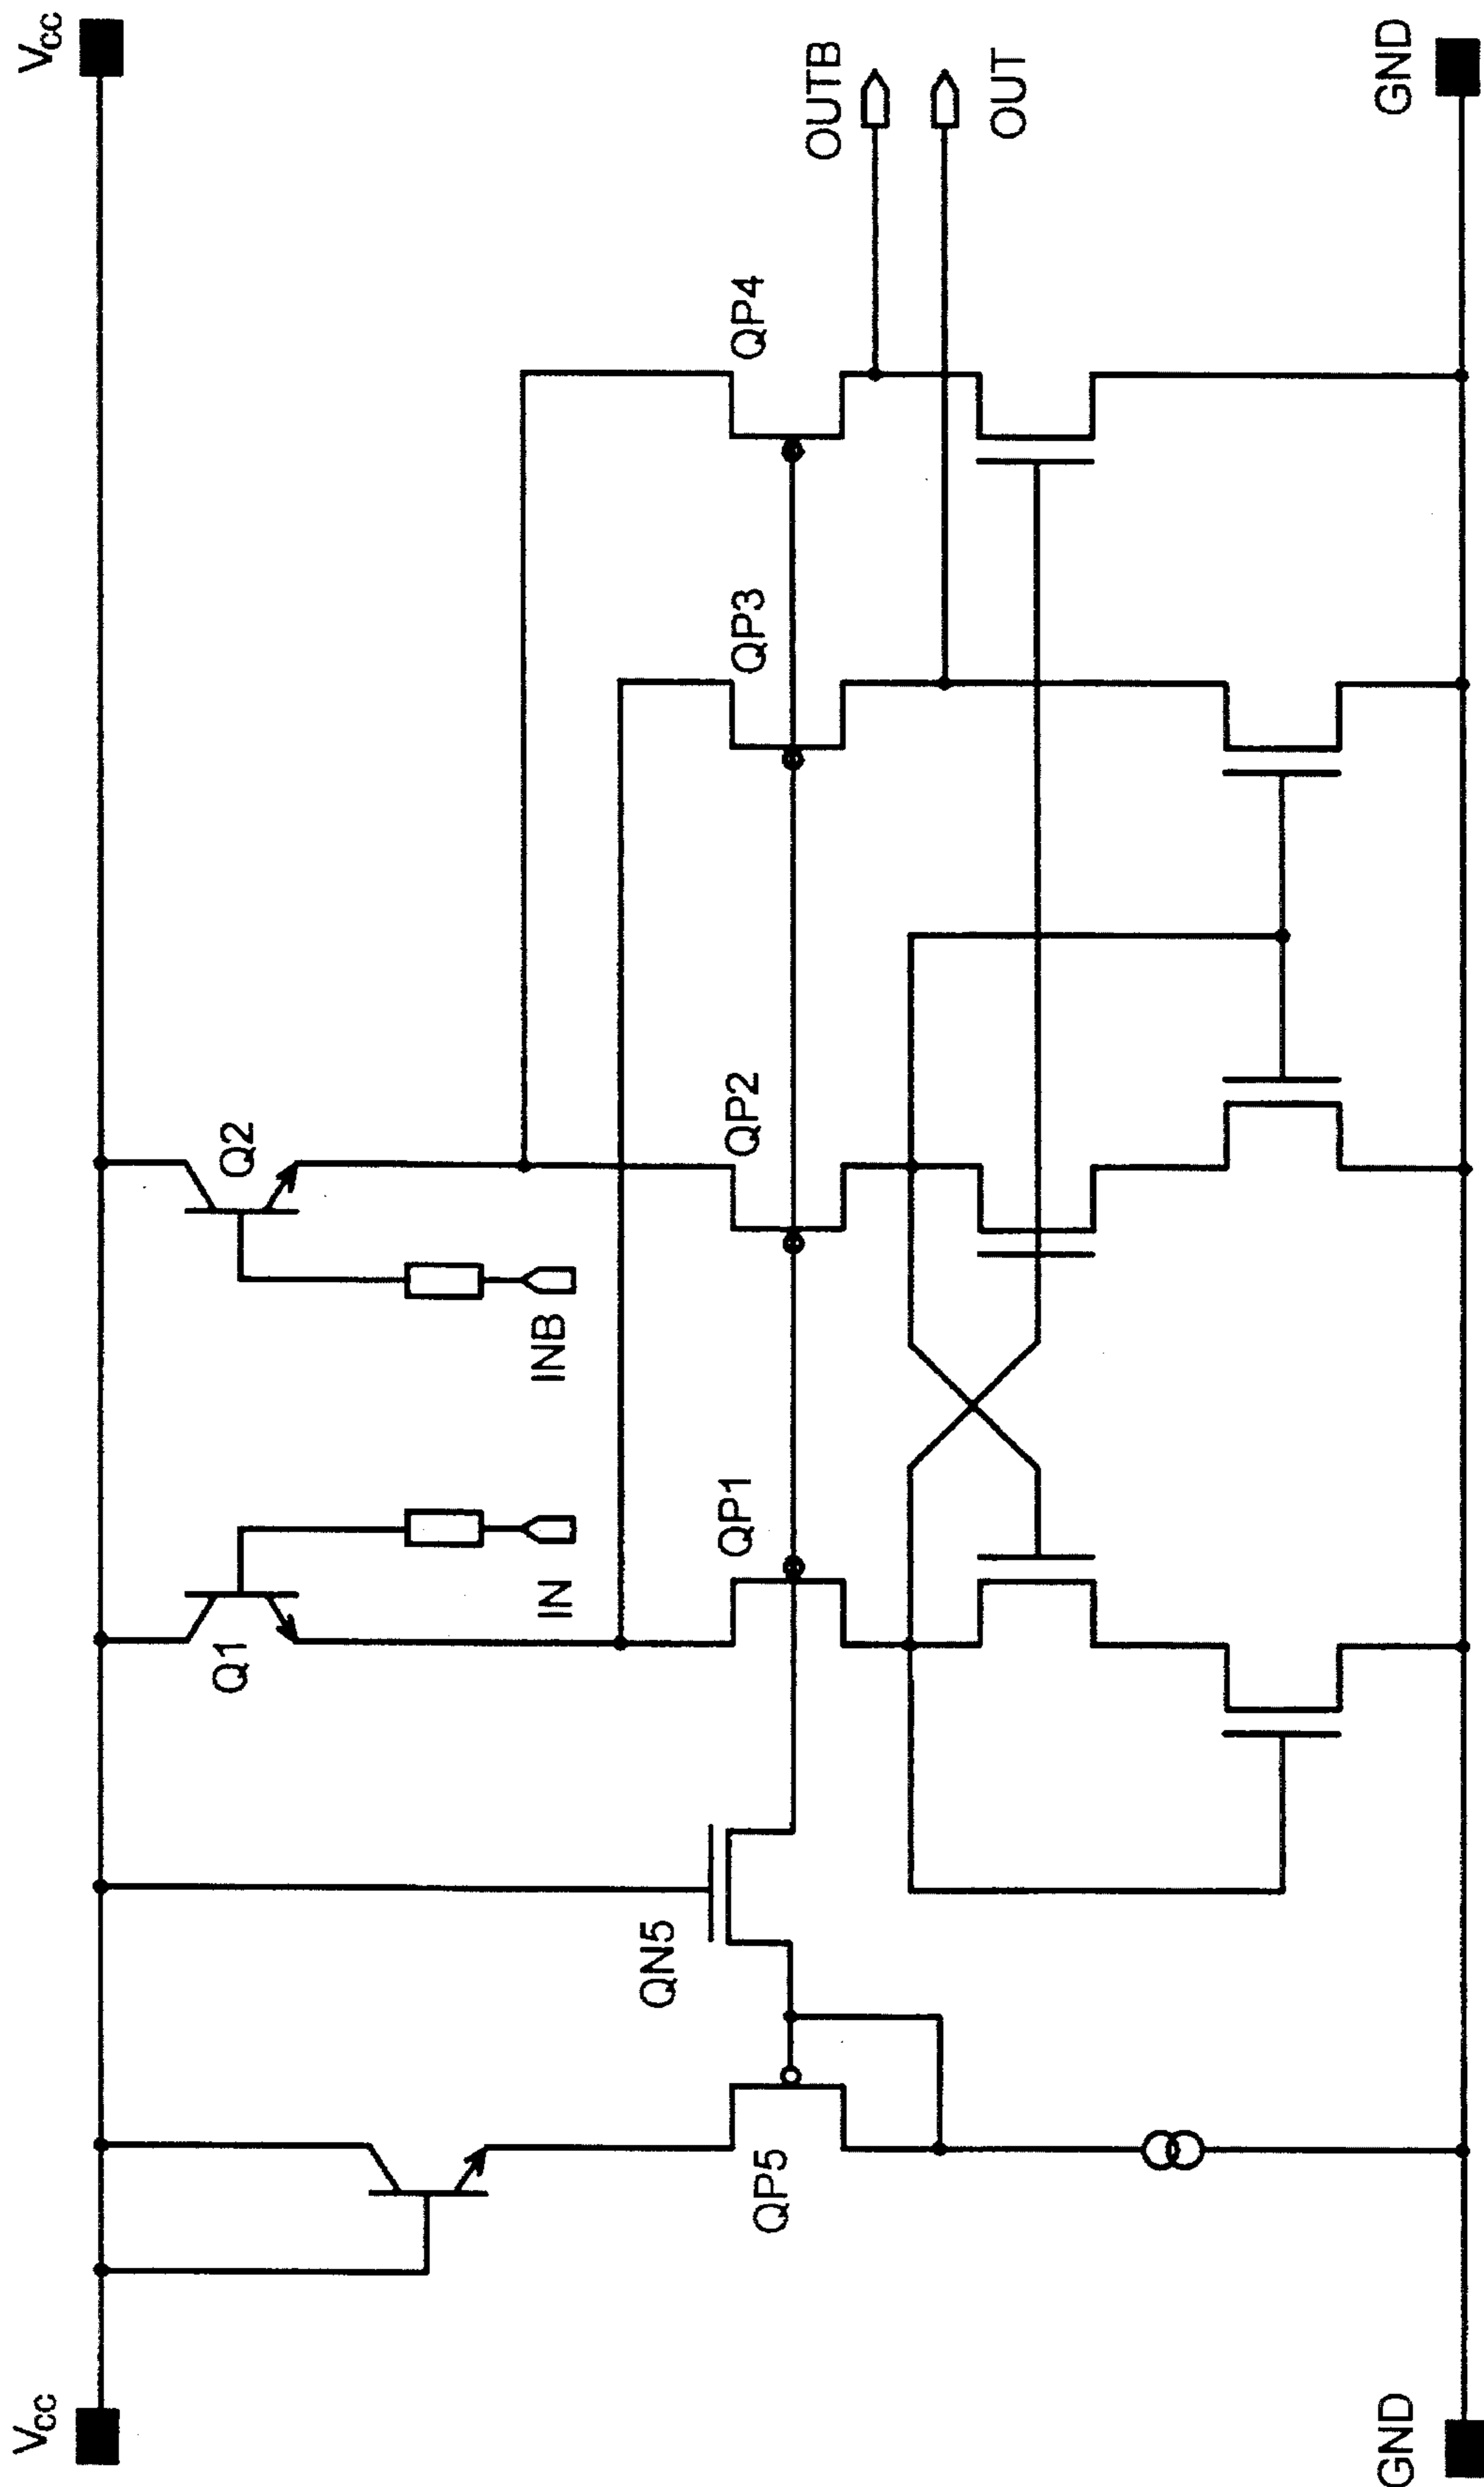 Vcc
Vcc
Q1
Q2
IN
INB
QN5
QP5
QP1
QP2
QP3
QP4
OUTB
OUT
GND
GND